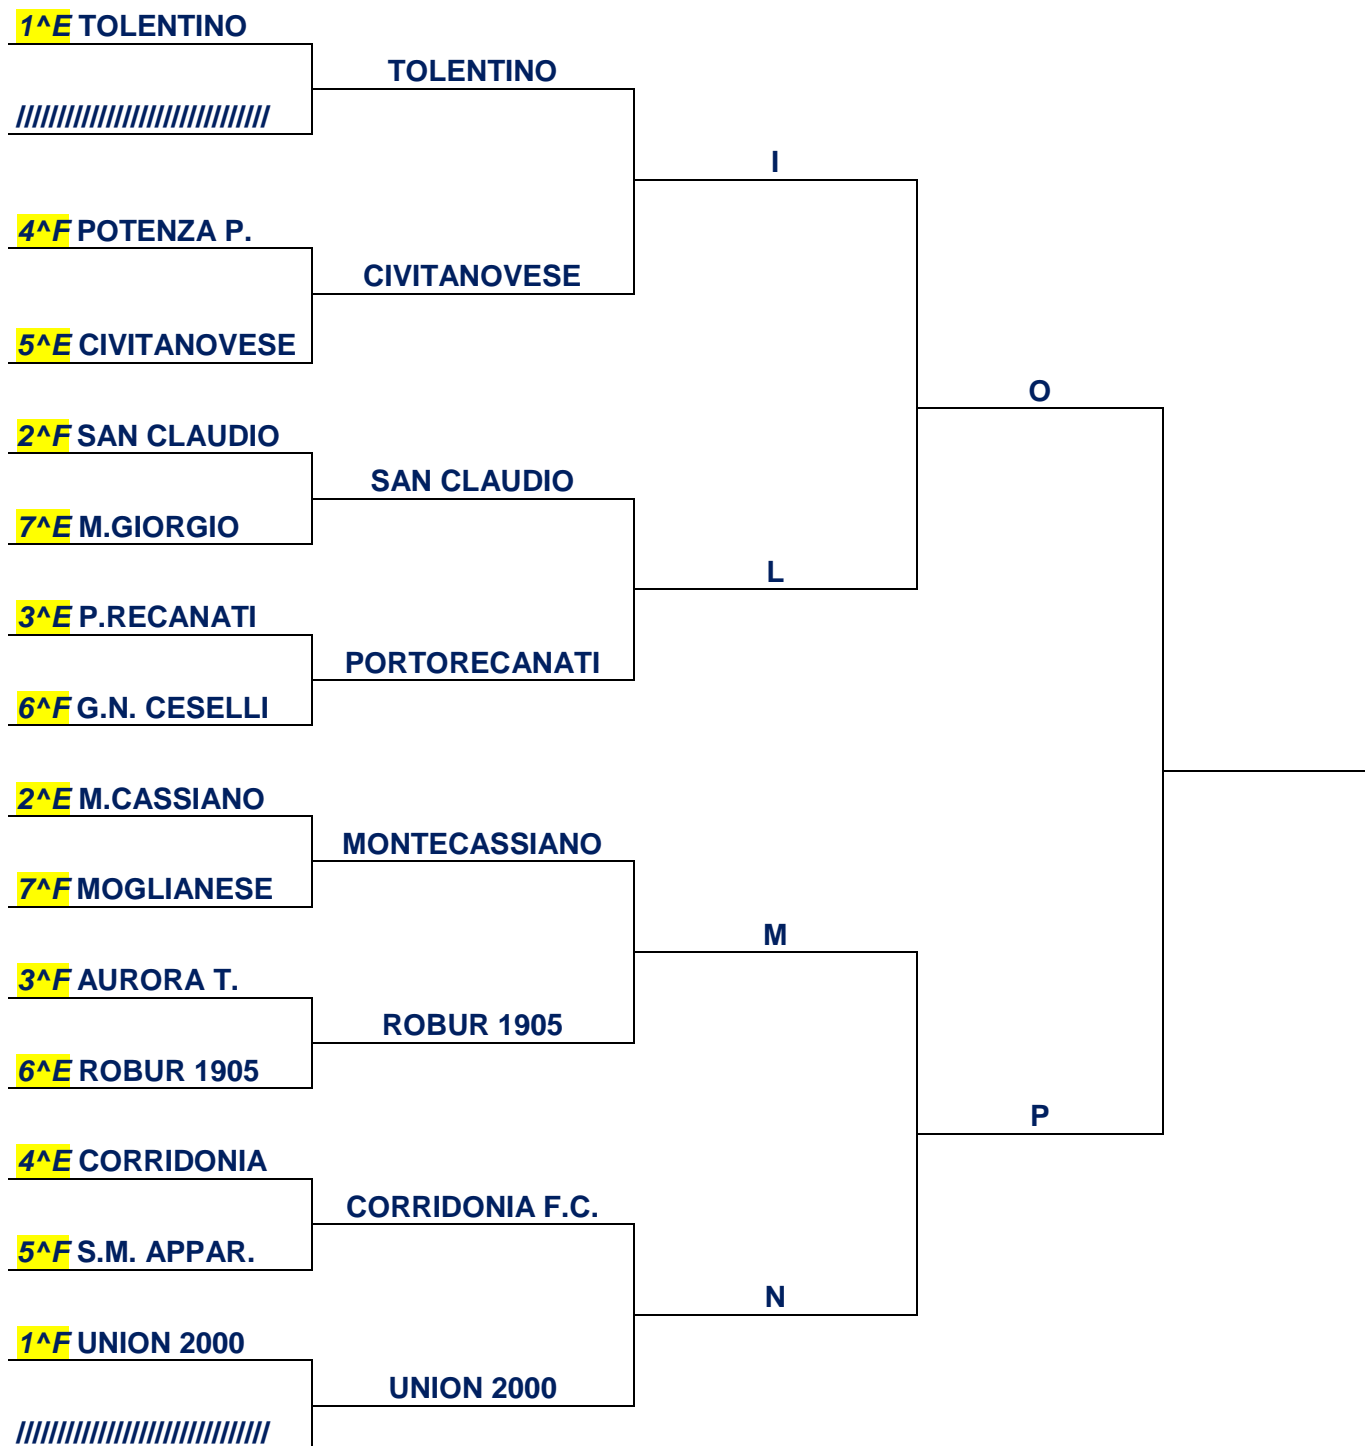 1^E TOLENTINO
TOLENTINO
//////////////////////////////
I
4^F POTENZA P.
CIVITANOVESE
5^E CIVITANOVESE
O
2^F SAN CLAUDIO
SAN CLAUDIO
7^E M.GIORGIO
L
3^E P.RECANATI
PORTORECANATI
6^F G.N. CESELLI
2^E M.CASSIANO
MONTECASSIANO
7^F MOGLIANESE
M
3^F AURORA T.
ROBUR 1905
6^E ROBUR 1905
P
4^E CORRIDONIA
CORRIDONIA F.C.
5^F S.M. APPAR.
N
1^F UNION 2000
UNION 2000
//////////////////////////////